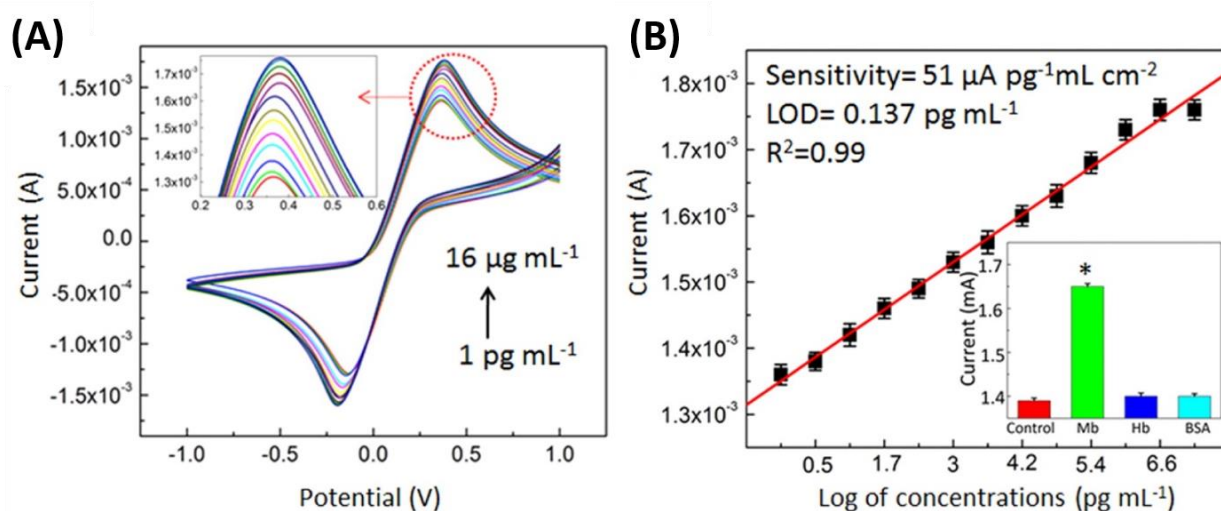 (A)
Current (A)
1.5x10⁻³
1.0x10⁻³
5.0x10⁻⁴
0.0
-5.0x10⁻⁴
-1.0x10⁻³
-1.5x10⁻³
1.7x10⁻³
1.6x10⁻³
1.5x10⁻³
1.4x10⁻³
1.3x10⁻³
0.2 0.3 0.4 0.5 0.6
16 µg mL⁻¹
1 pg mL⁻¹
-1.0 -0.5 0.0 0.5 1.0
Potential (V)
(B)
Current (A)
1.8x10⁻³
1.7x10⁻³
1.6x10⁻³
1.5x10⁻³
1.4x10⁻³
1.3x10⁻³
Sensitivity= 51 µA pg⁻¹mL cm⁻²
LOD= 0.137 pg mL⁻¹
R²=0.99
Current (mA)
1.7
1.6
1.5
1.4
*
Control Mb Hb BSA
0.5 1.7 3 4.2 5.4 6.6
Log of concentrations (pg mL⁻¹)